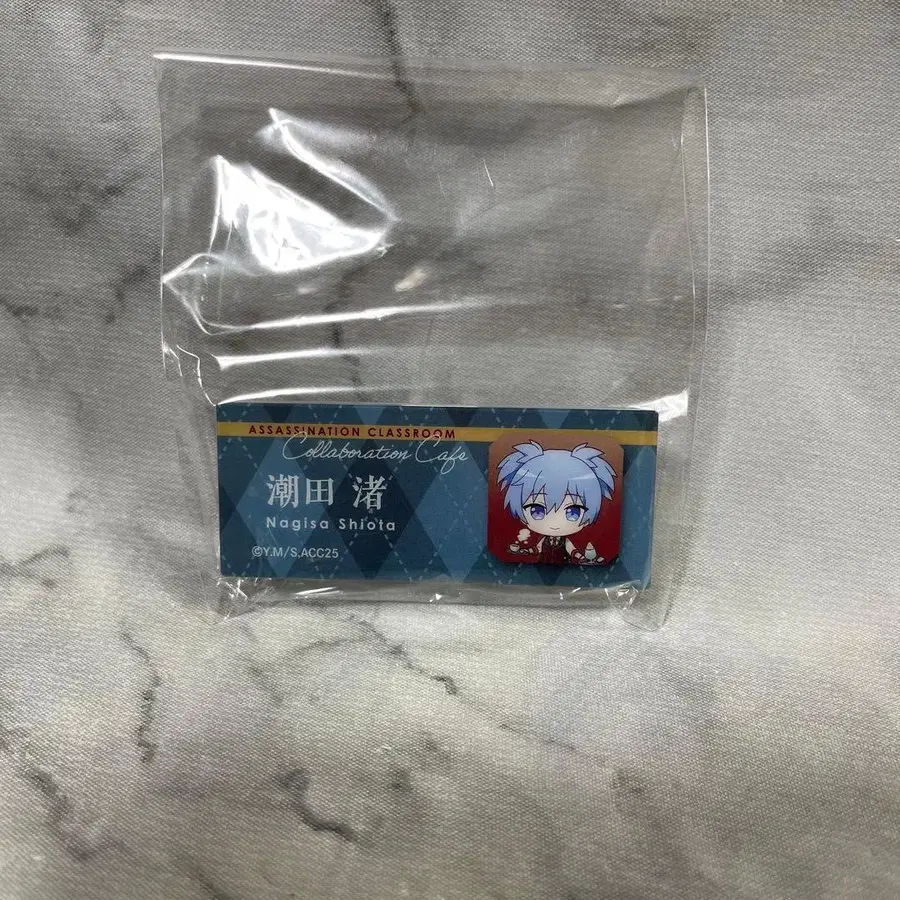 ASSASSINATION CLASSROOM
Collaboration Cafe
潮田 渚
Nagisa Shiota
©Y.M/S,ACC25